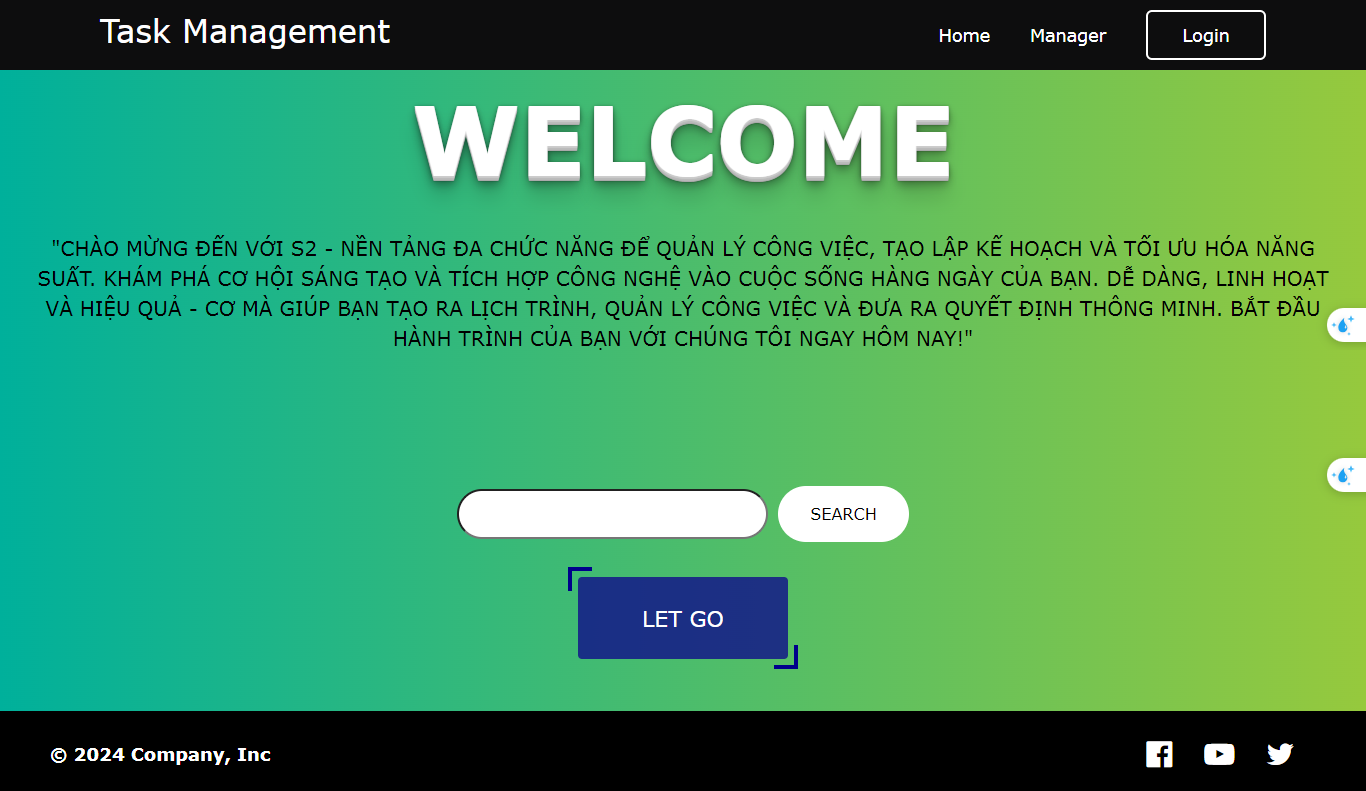 Task Management
Home
Manager
Login
WELCOME
"CHÀO MỪNG ĐẾN VỚI S2 - NỀN TẢNG ĐA CHỨC NĂNG ĐỂ QUẢN LÝ CÔNG VIỆC, TẠO LẬP KẾ HOẠCH VÀ TỐI ƯU HÓA NĂNG
SUẤT. KHÁM PHÁ CƠ HỘI SÁNG TẠO VÀ TÍCH HỢP CÔNG NGHỆ VÀO CUỘC SỐNG HÀNG NGÀY CỦA BẠN. DỄ DÀNG, LINH HOẠT
VÀ HIỆU QUẢ - CƠ MÀ GIÚP BẠN TẠO RA LỊCH TRÌNH, QUẢN LÝ CÔNG VIỆC VÀ ĐƯA RA QUYẾT ĐỊNH THÔNG MINH. BẮT ĐẦU
HÀNH TRÌNH CỦA BẠN VỚI CHÚNG TÔI NGAY HÔM NAY!"
SEARCH
LET GO
© 2024 Company, Inc